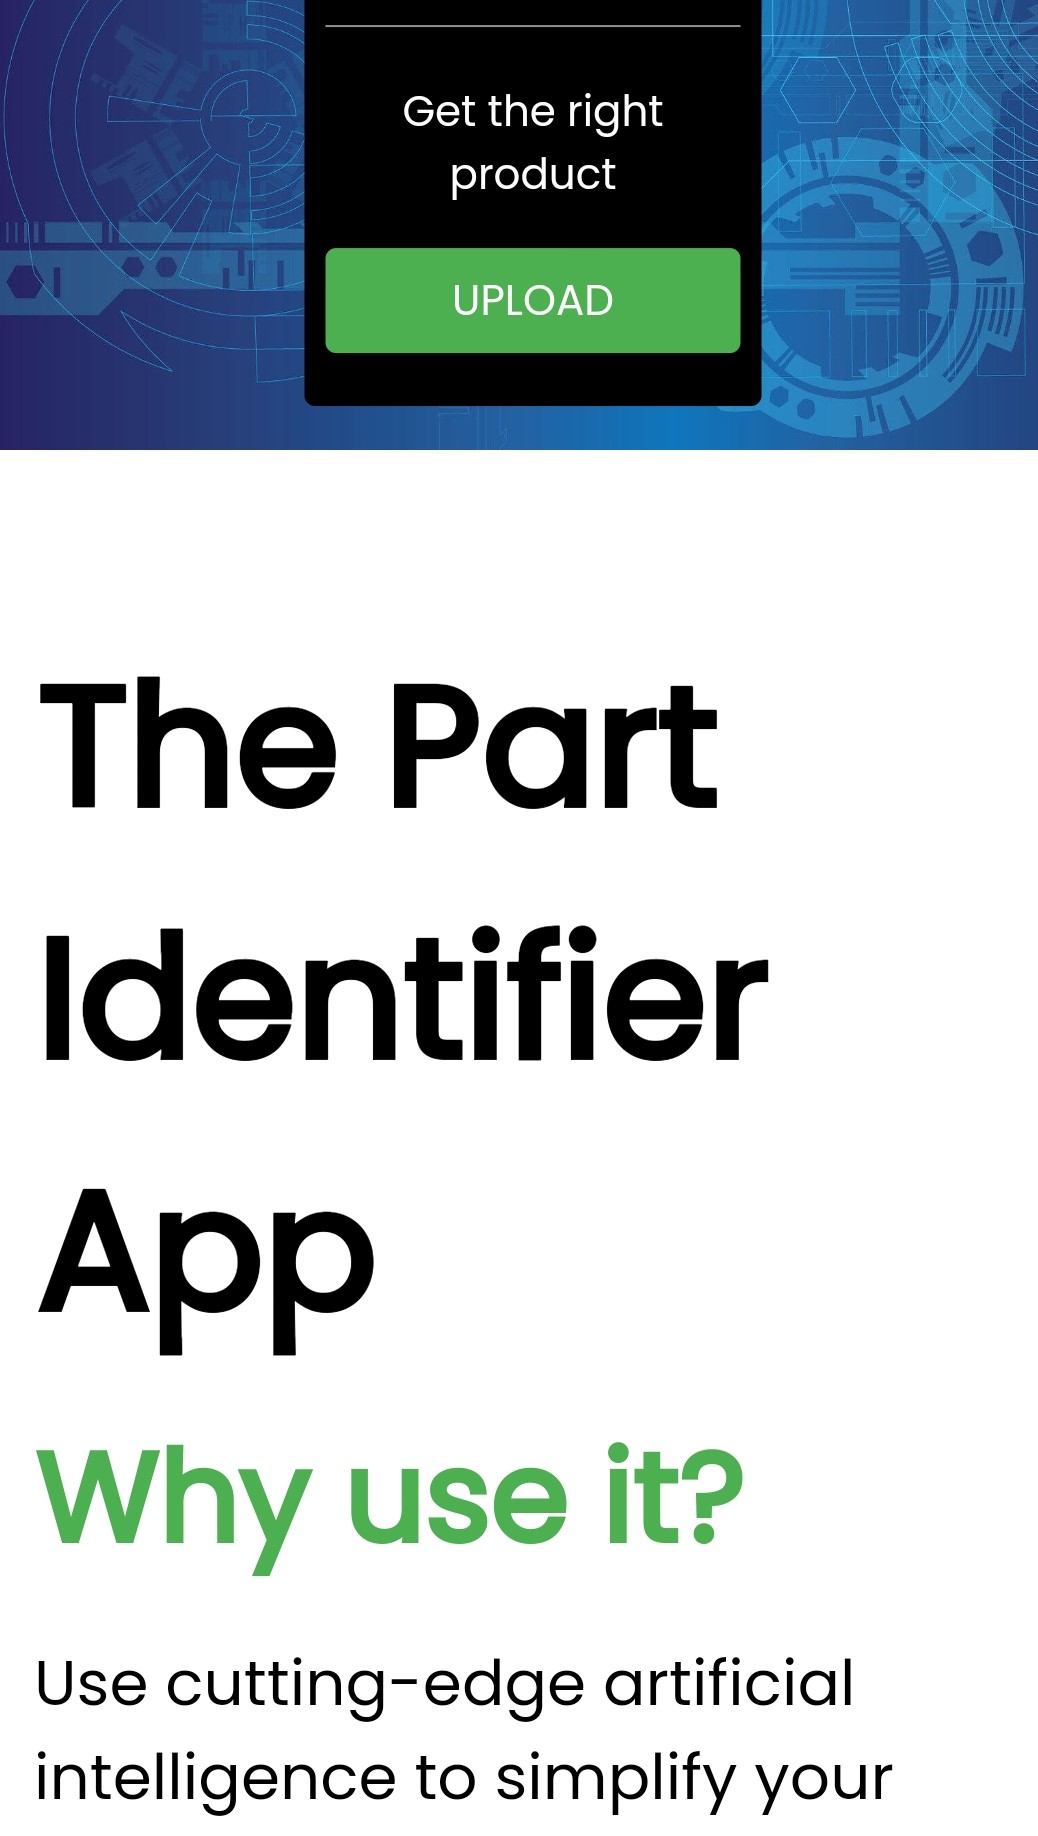 Get the right
product
UPLOAD
The Part
Identifier
App
Why use it?
Use cutting-edge artificial
intelligence to simplify your